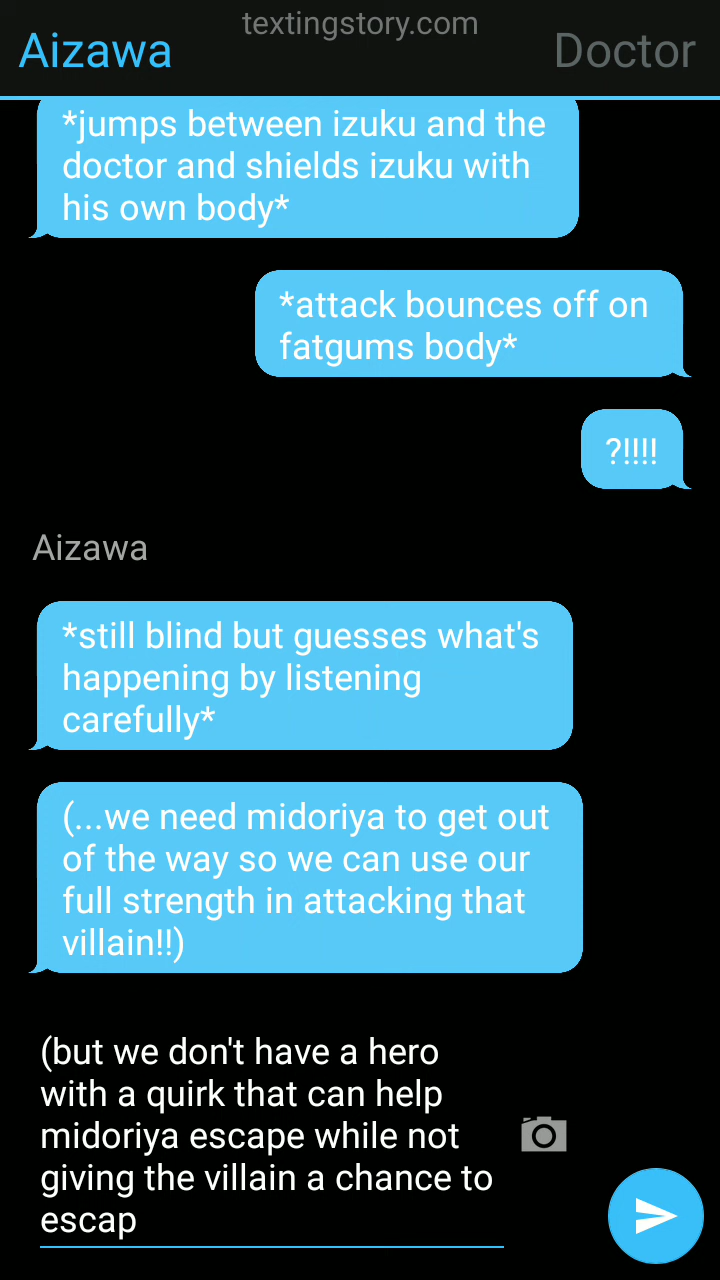 textingstory.com
Aizawa
Doctor
*jumps between izuku and the
doctor and shields izuku with
his own body*
*attack bounces off on
fatgums body*
?!!!!
Aizawa
*still blind but guesses what's
happening by listening
carefully*
(...we need midoriya to get out
of the way so we can use our
full strength in attacking that
villain!!)
(but we don't have a hero
with a quirk that can help
midoriya escape while not
giving the villain a chance to
escap